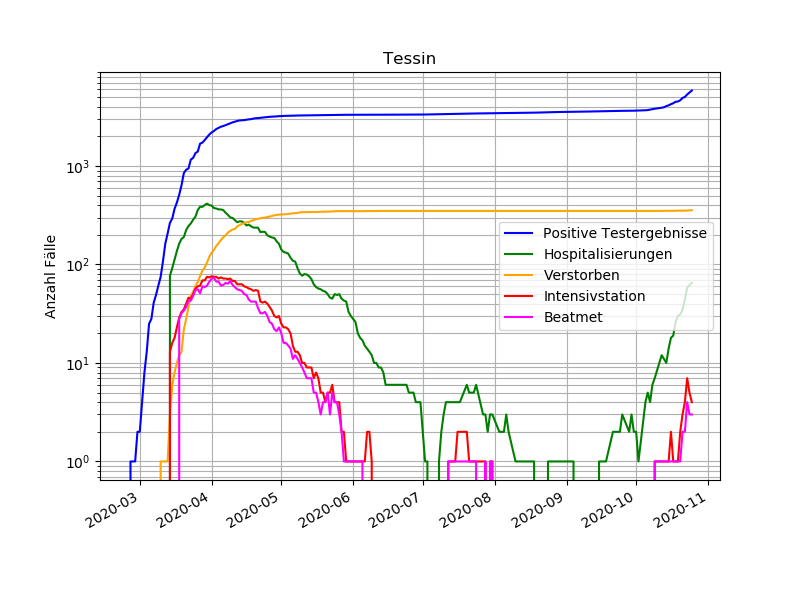 Tessin
Anzahl Fälle
10³
10²
10¹
10⁰
Positive Testergebnisse
Hospitalisierungen
Verstorben
Intensivstation
Beatmet
2020-03
2020-04
2020-05
2020-06
2020-07
2020-08
2020-09
2020-10
2020-11